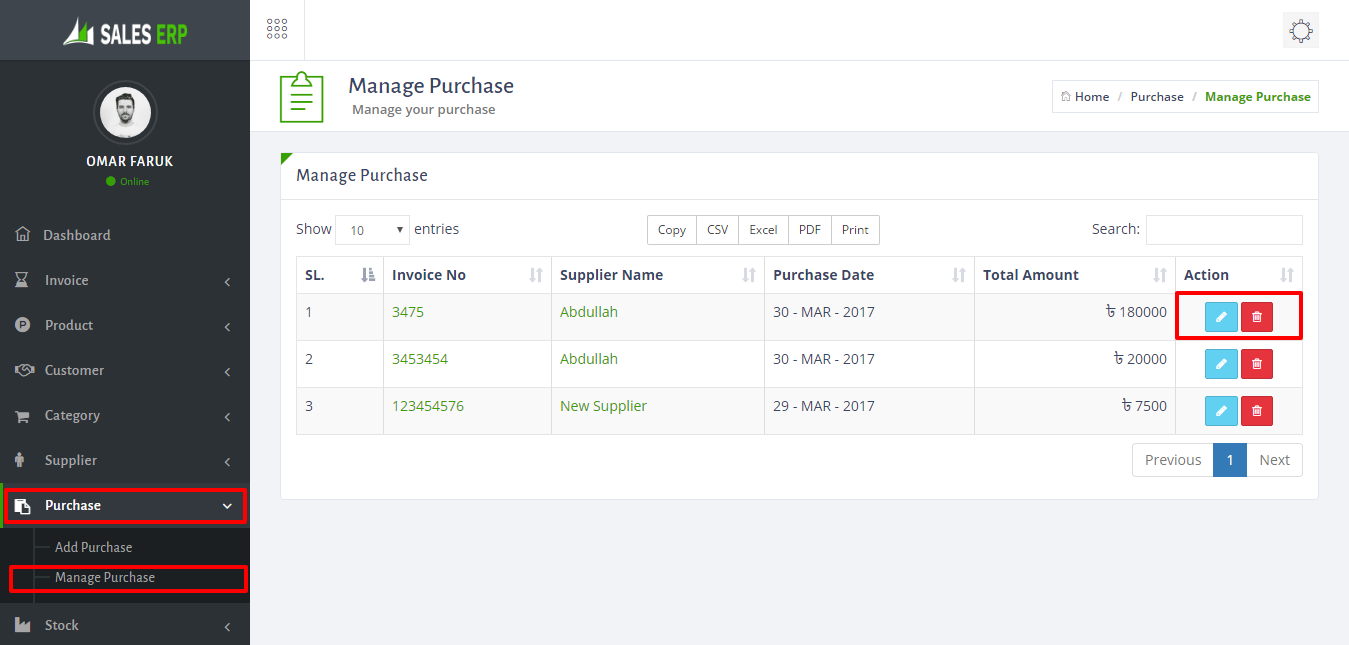 SALES ERP
OMAR FARUK
Online
Dashboard
Invoice
Product
Customer
Category
Supplier
Purchase
Add Purchase
Manage Purchase
Stock
Manage Purchase
Manage your purchase
Home / Purchase / Manage Purchase
Manage Purchase
Show 10 entries
Copy CSV Excel PDF Print
Search:
SL. Invoice No Supplier Name Purchase Date Total Amount Action
1 3475 Abdullah 30 - MAR - 2017 ৳ 180000
2 3453454 Abdullah 30 - MAR - 2017 ৳ 20000
3 123454576 New Supplier 29 - MAR - 2017 ৳ 7500
Previous 1 Next